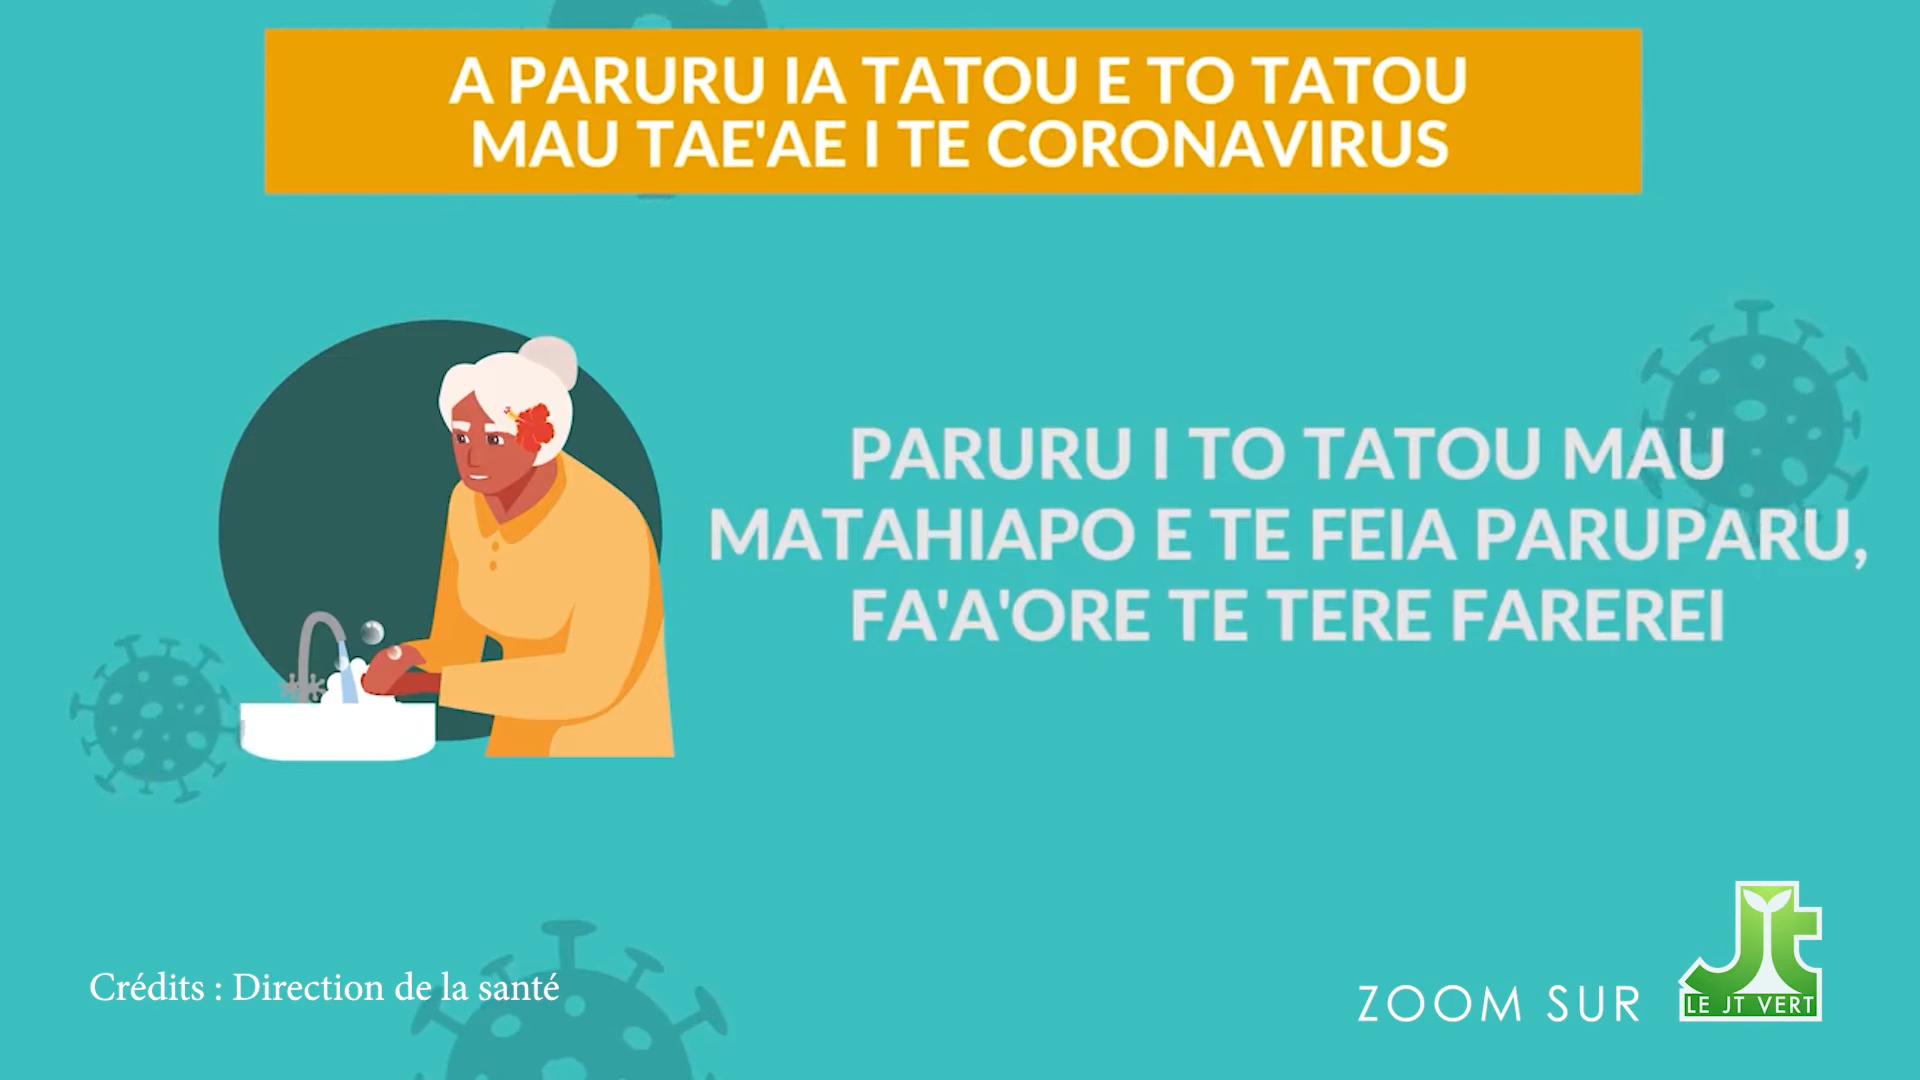 A PARURU IA TATOU E TO TATOU
MAU TAE'AE I TE CORONAVIRUS
PARURU I TO TATOU MAU
MATAHIAPO E TE FEIA PARUPARU,
FA'A'ORE TE TERE FAREREI
Crédits : Direction de la santé
ZOOM SUR
Jt
LE JT VERT